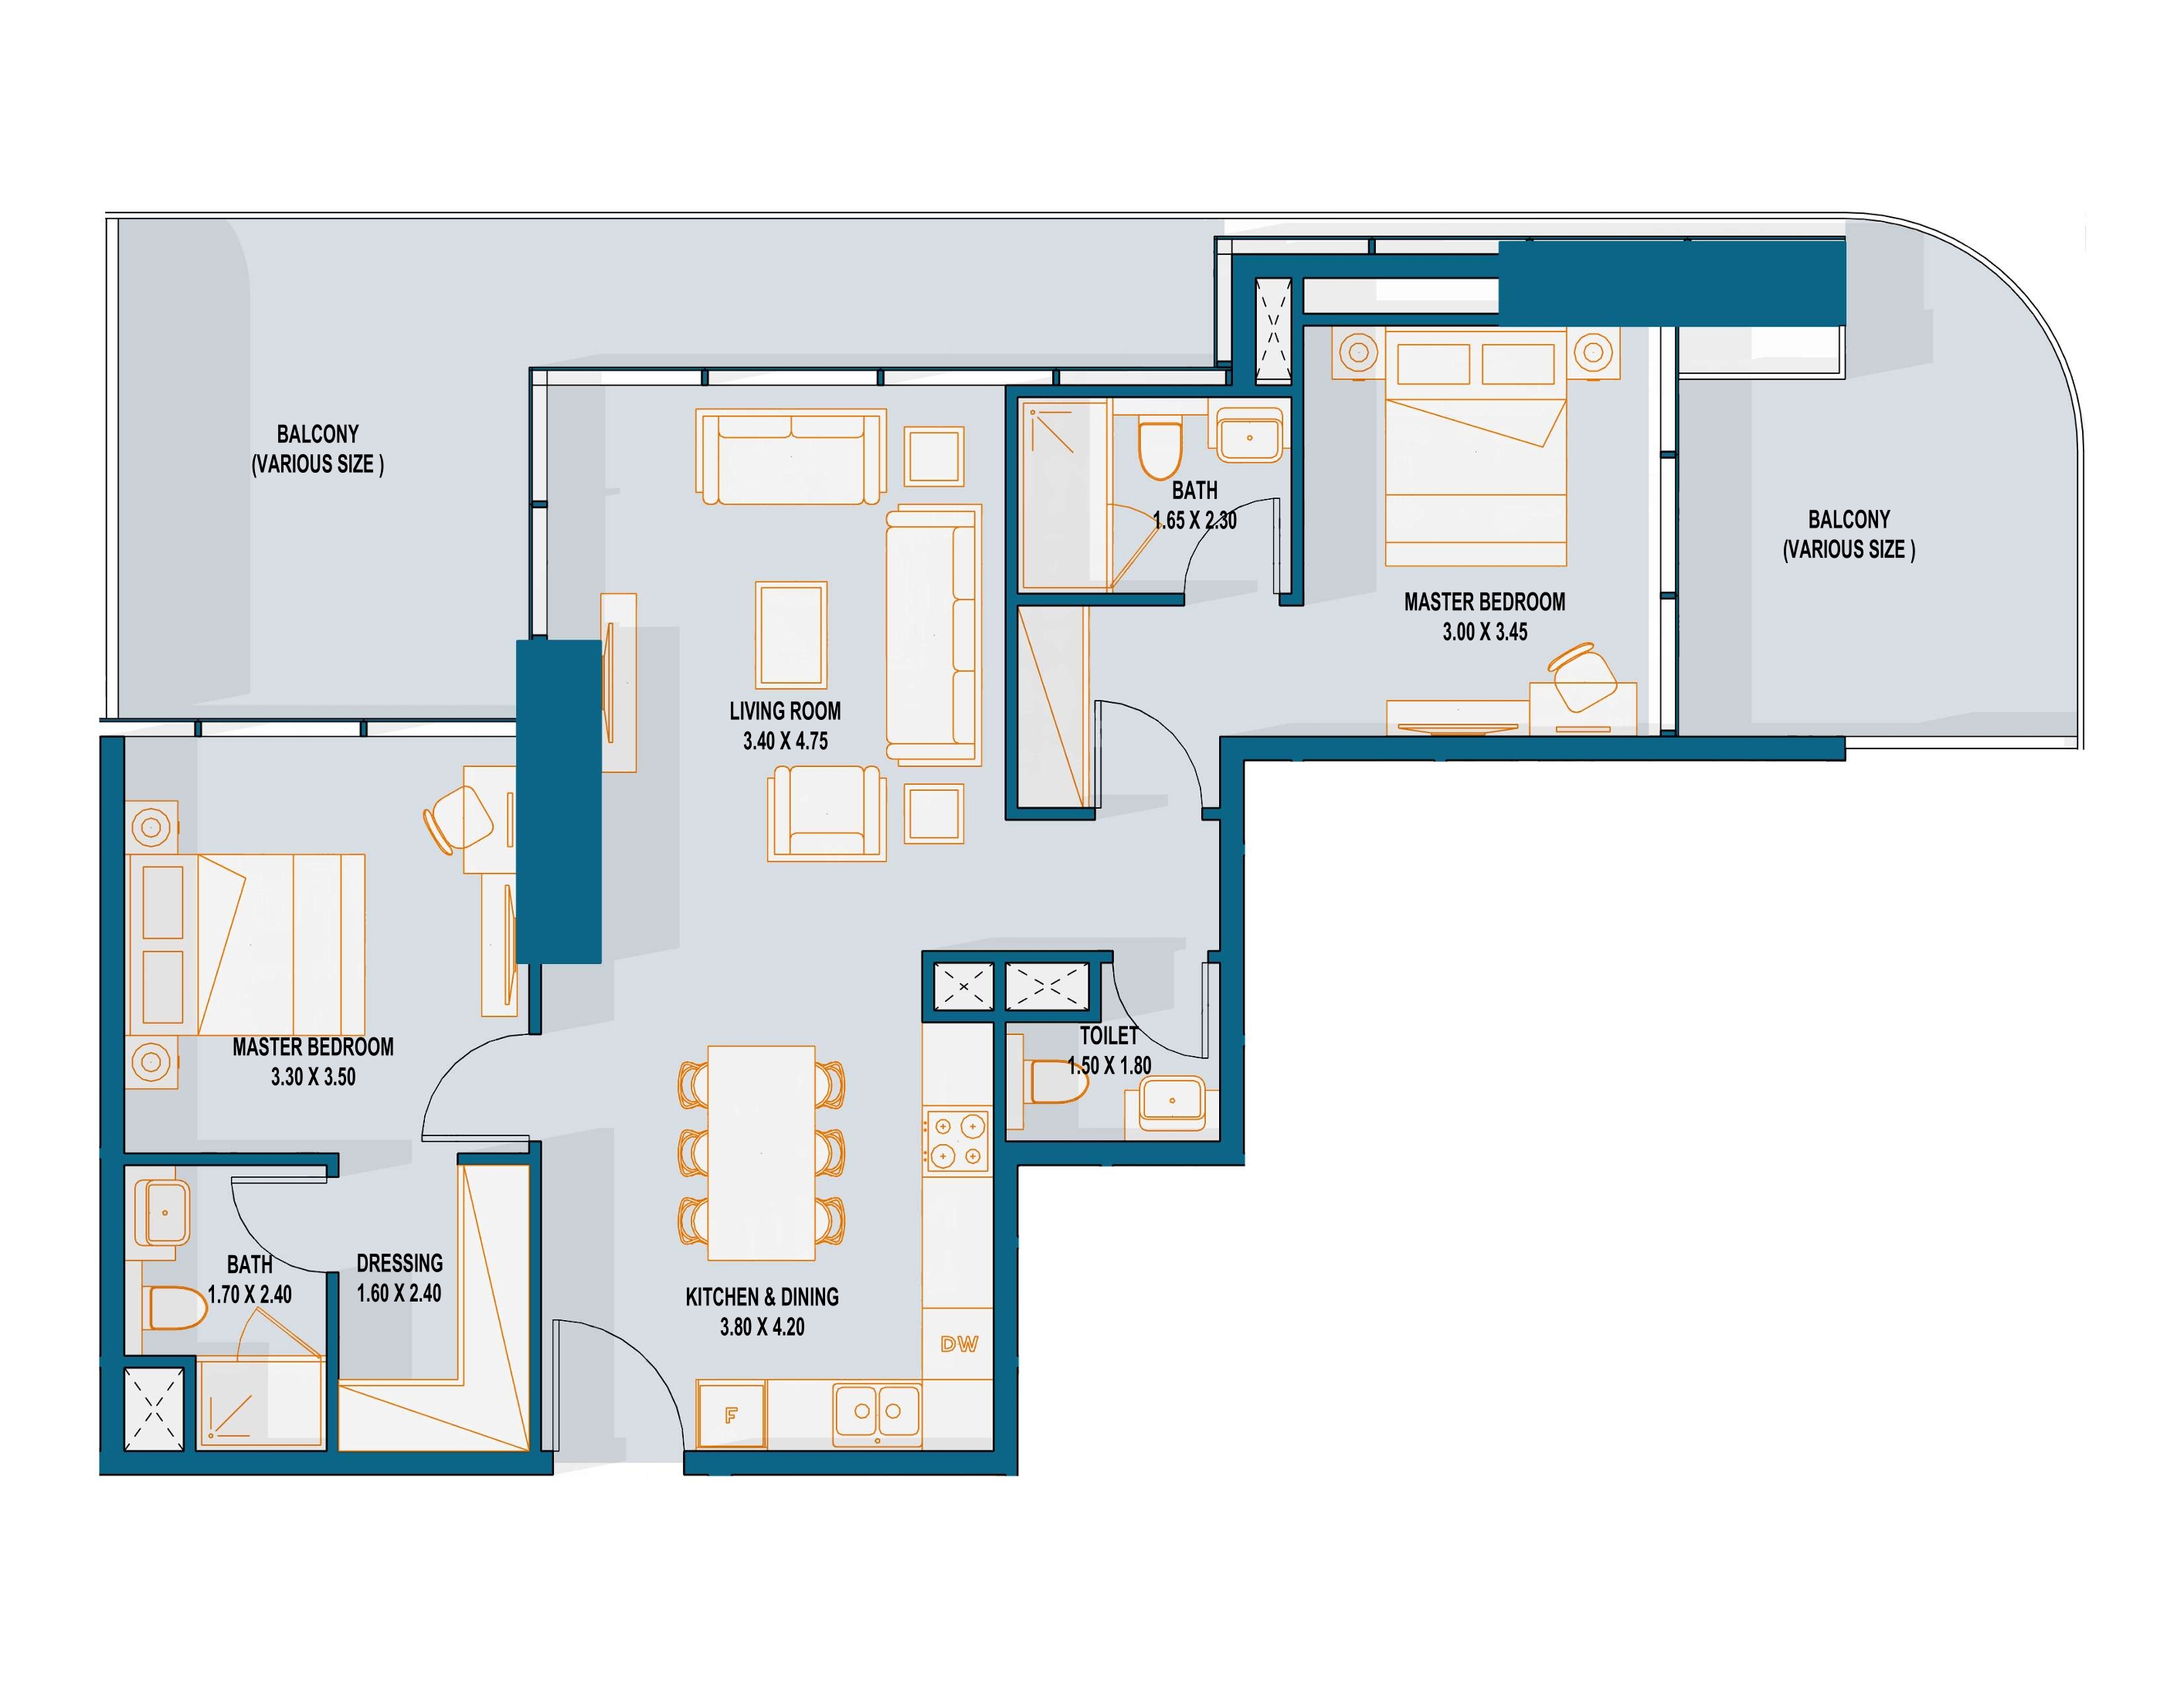 BALCONY
(VARIOUS SIZE )
BATH
1.65 X 2.30
BALCONY
(VARIOUS SIZE )
MASTER BEDROOM
3.00 X 3.45
LIVING ROOM
3.40 X 4.75
TOILET
1.50 X 1.80
MASTER BEDROOM
3.30 X 3.50
BATH
1.70 X 2.40
DRESSING
1.60 X 2.40
KITCHEN & DINING
3.80 X 4.20
DW
F